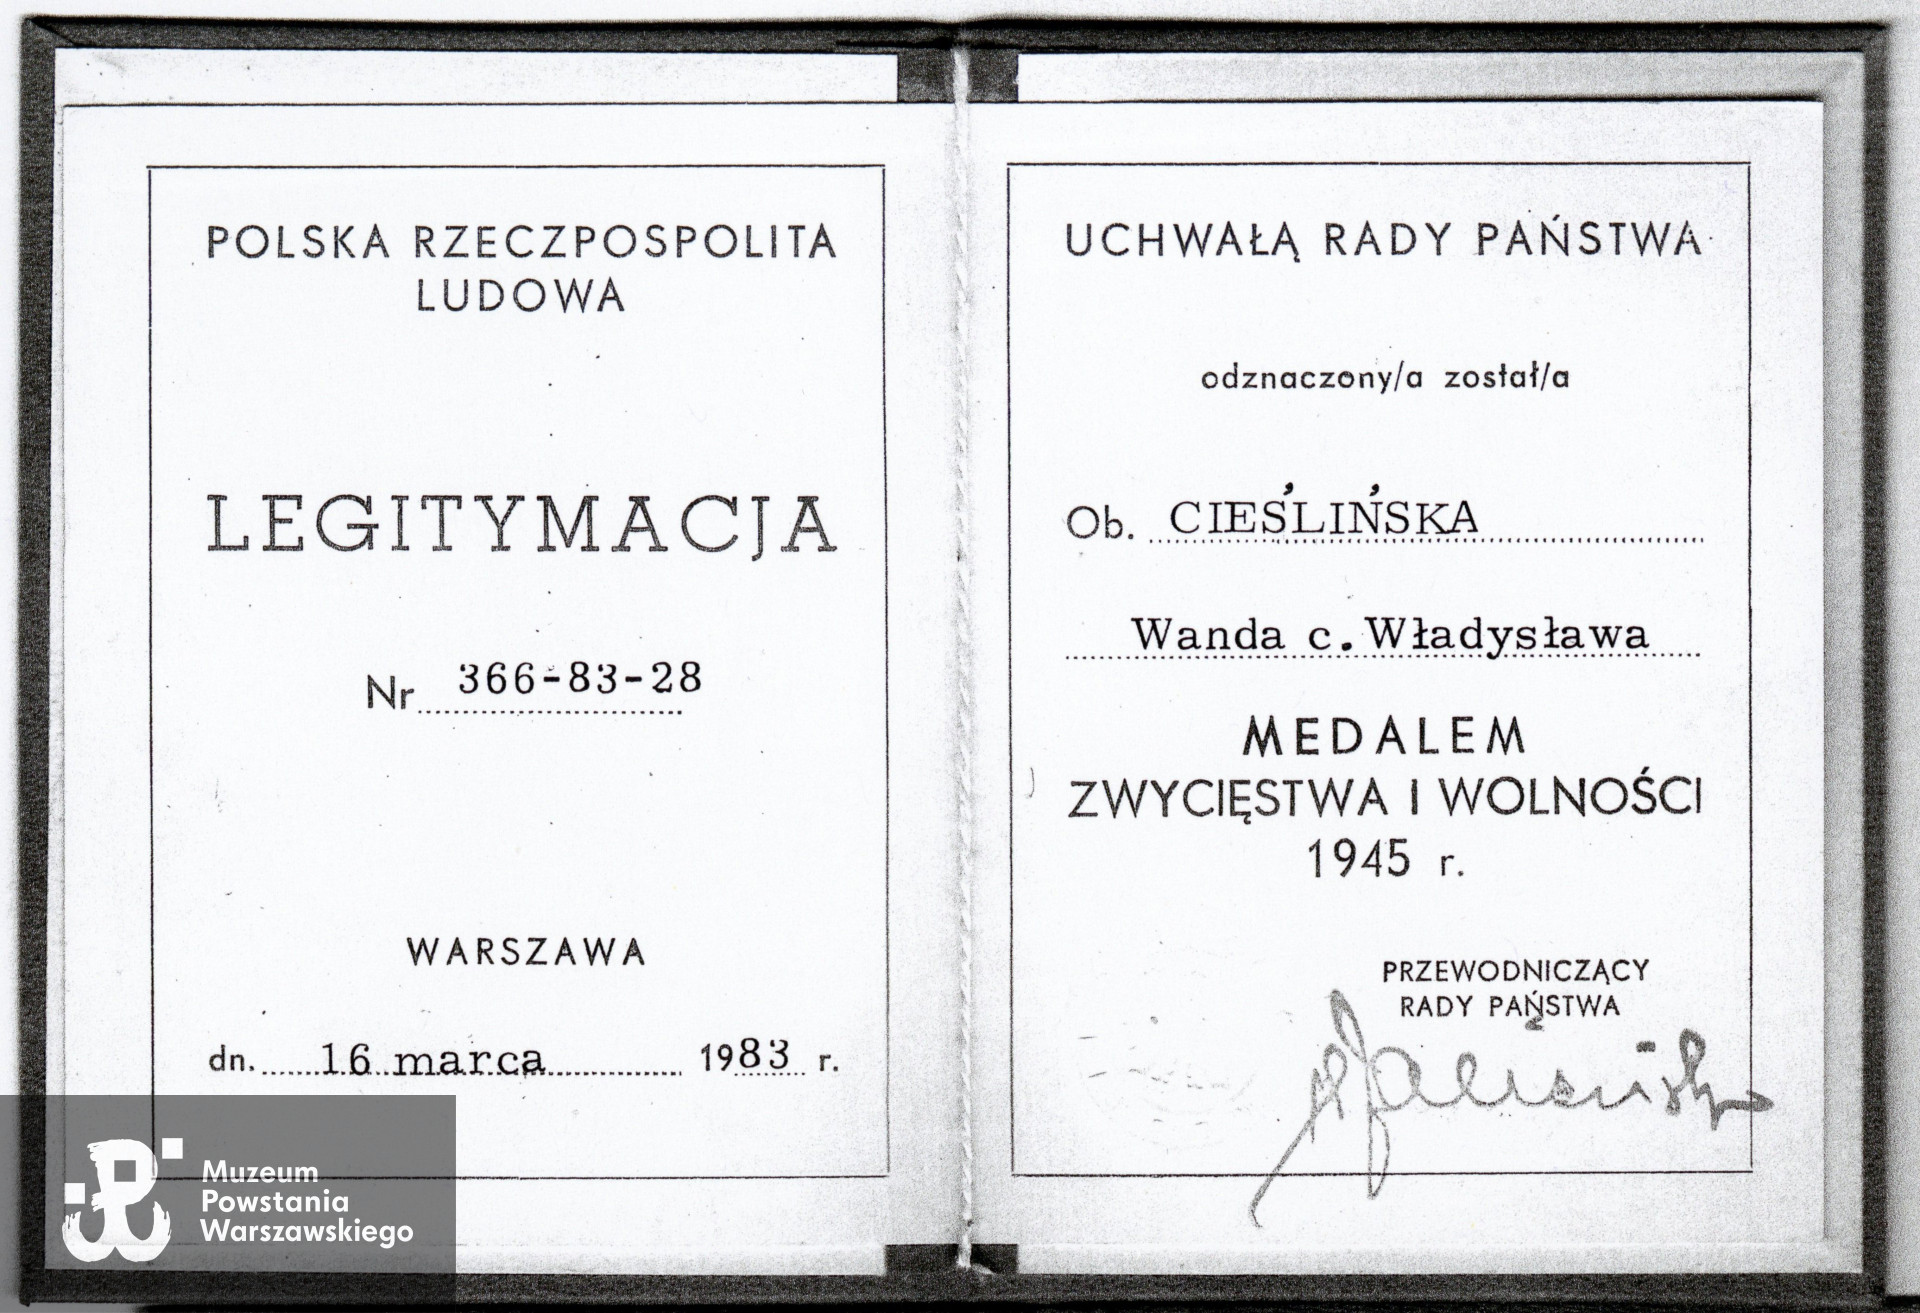 POLSKA RZECZPOSPOLITA
LUDOWA
LEGITYMACJA
Nr 366-83-28
WARSZAWA
dn. 16 marca 1983 r.
UCHWAŁĄ RADY PAŃSTWA
odznaczony/a został/a
Ob. CIEŚLIŃSKA
Wanda c. Władysława
MEDALEM
ZWYCIĘSTWA I WOLNOŚCI
1945 r.
PRZEWODNICZĄCY
RADY PAŃSTWA
Muzeum
Powstania
Warszawskiego